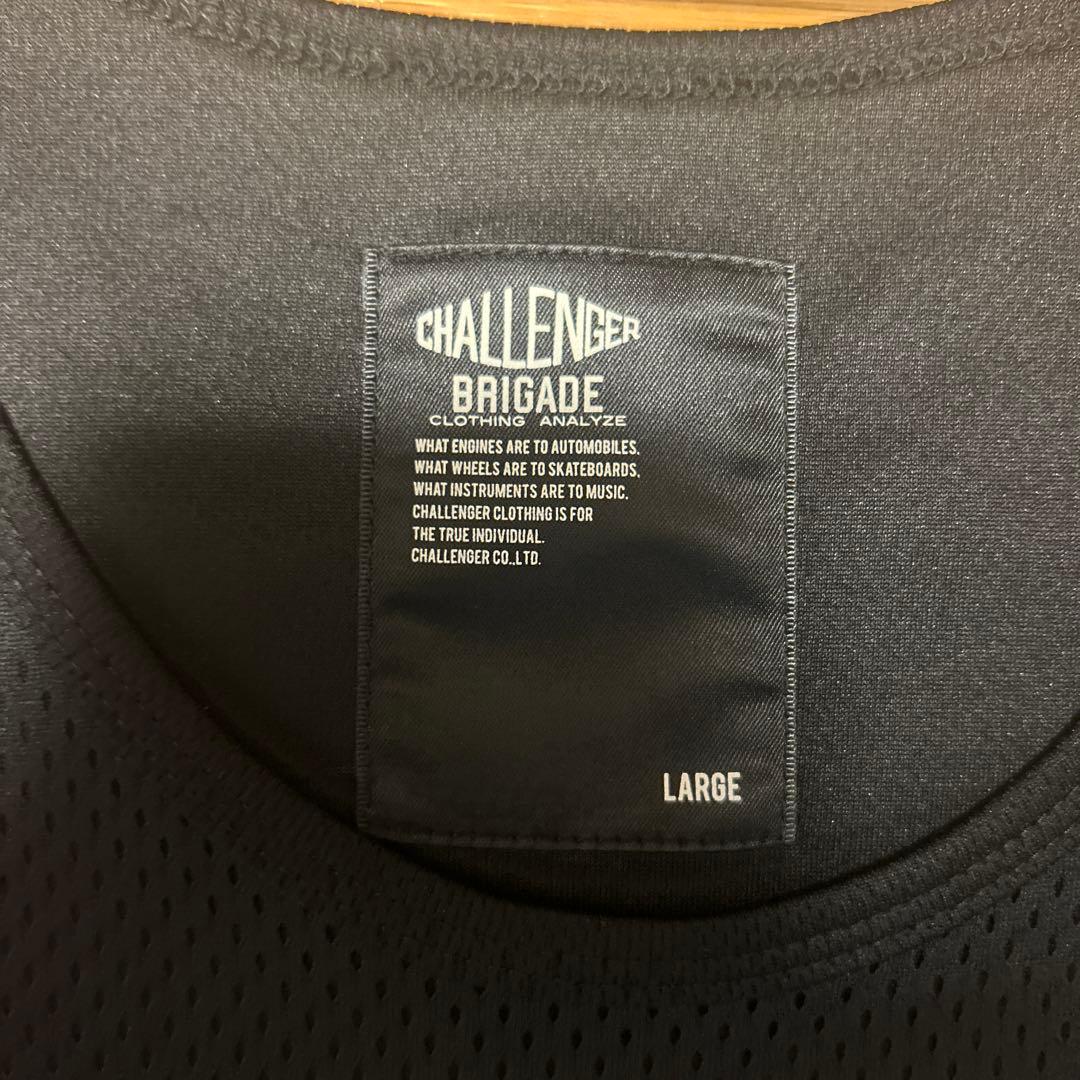 CHALLENGER
BRIGADE
CLOTHING ANALYZE
WHAT ENGINES ARE TO AUTOMOBILES.
WHAT WHEELS ARE TO SKATEBOARDS.
WHAT INSTRUMENTS ARE TO MUSIC.
CHALLENGER CLOTHING IS FOR
THE TRUE INDIVIDUAL.
CHALLENGER CO.,LTD.
LARGE